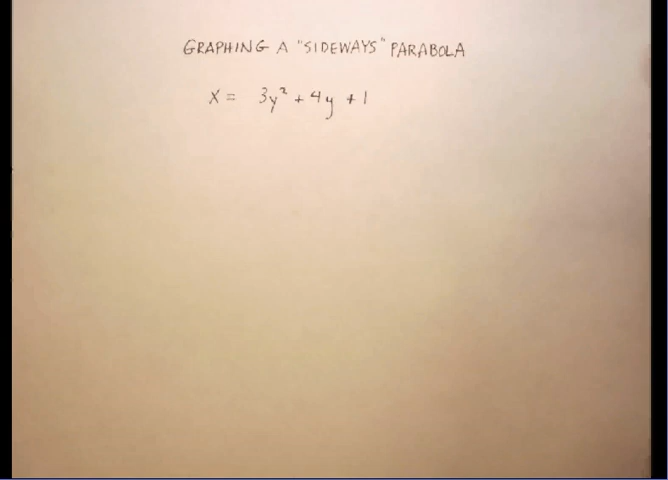 GRAPHING A "SIDEWAYS" PARABOLA
x = 3y² + 4y + 1